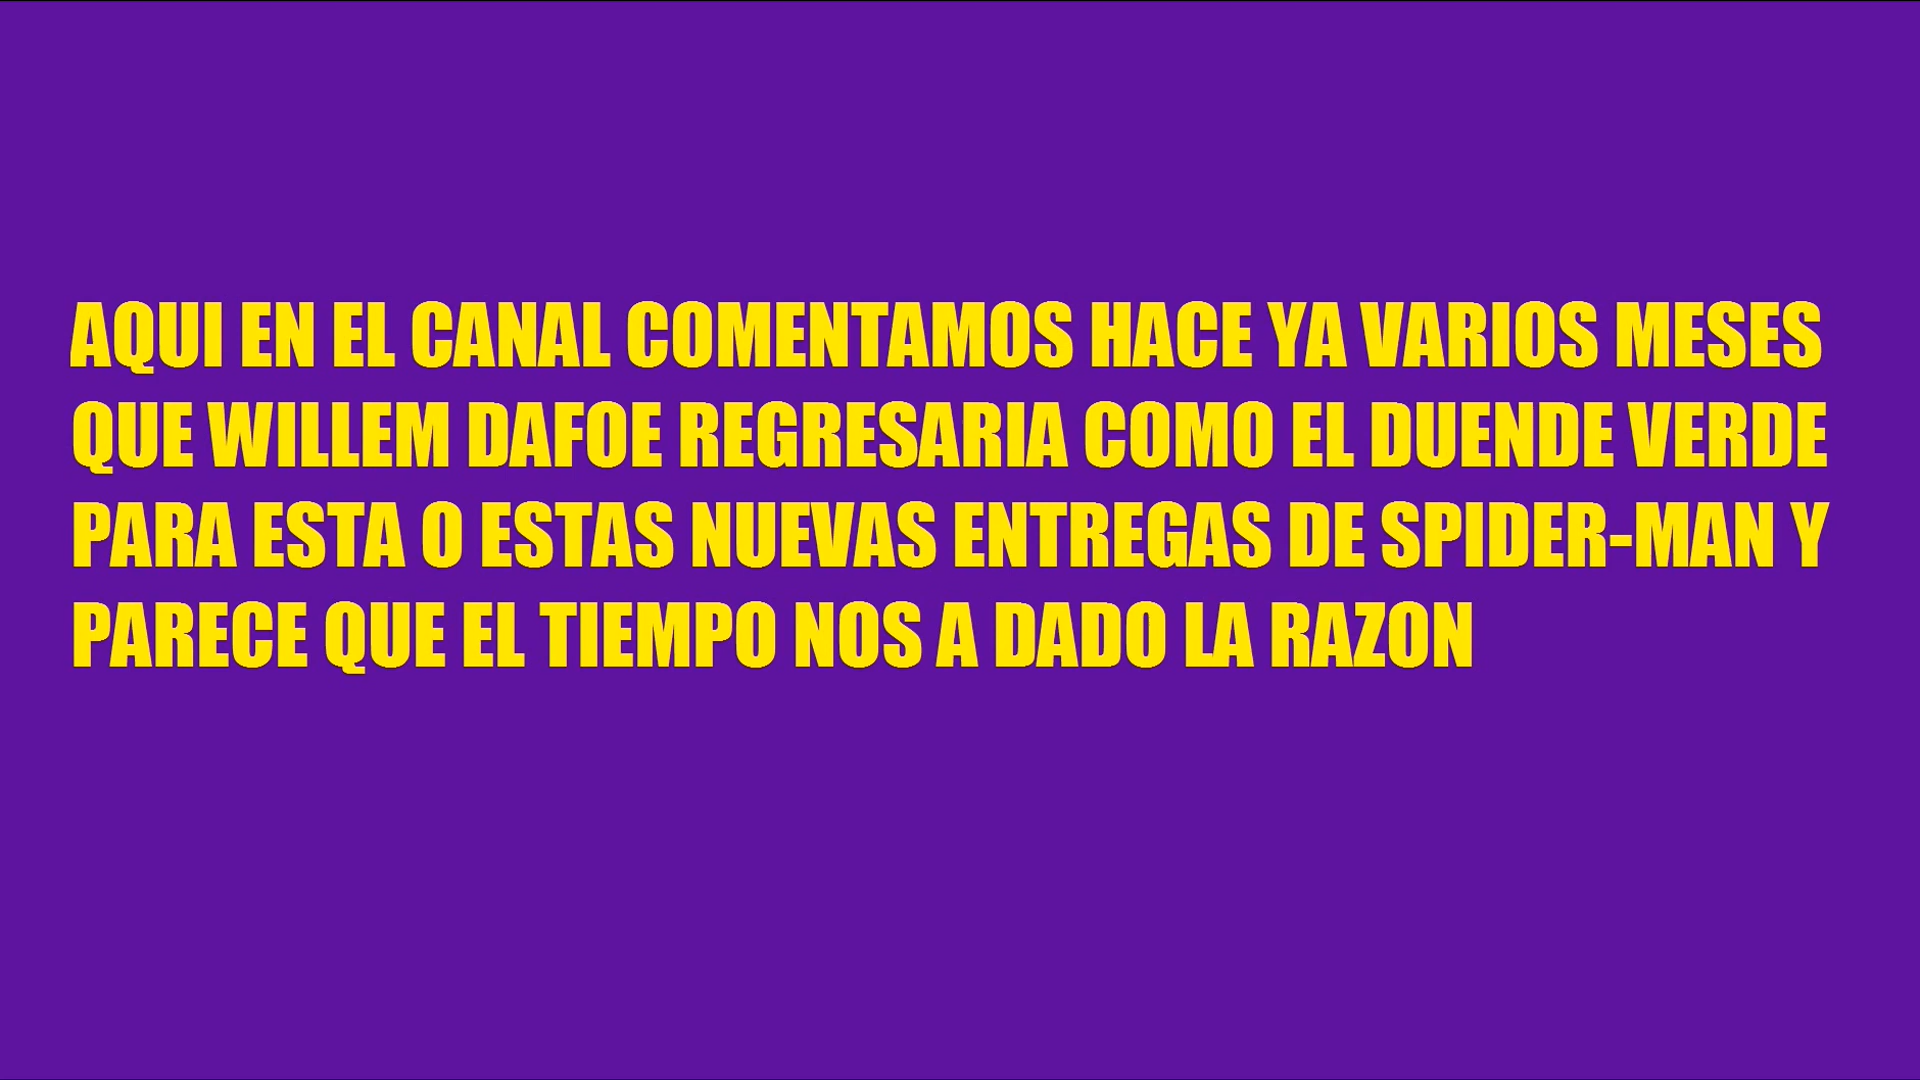 AQUI EN EL CANAL COMENTAMOS HACE YA VARIOS MESES
QUE WILLEM DAFOE REGRESARIA COMO EL DUENDE VERDE
PARA ESTA O ESTAS NUEVAS ENTREGAS DE SPIDER-MAN Y
PARECE QUE EL TIEMPO NOS A DADO LA RAZON